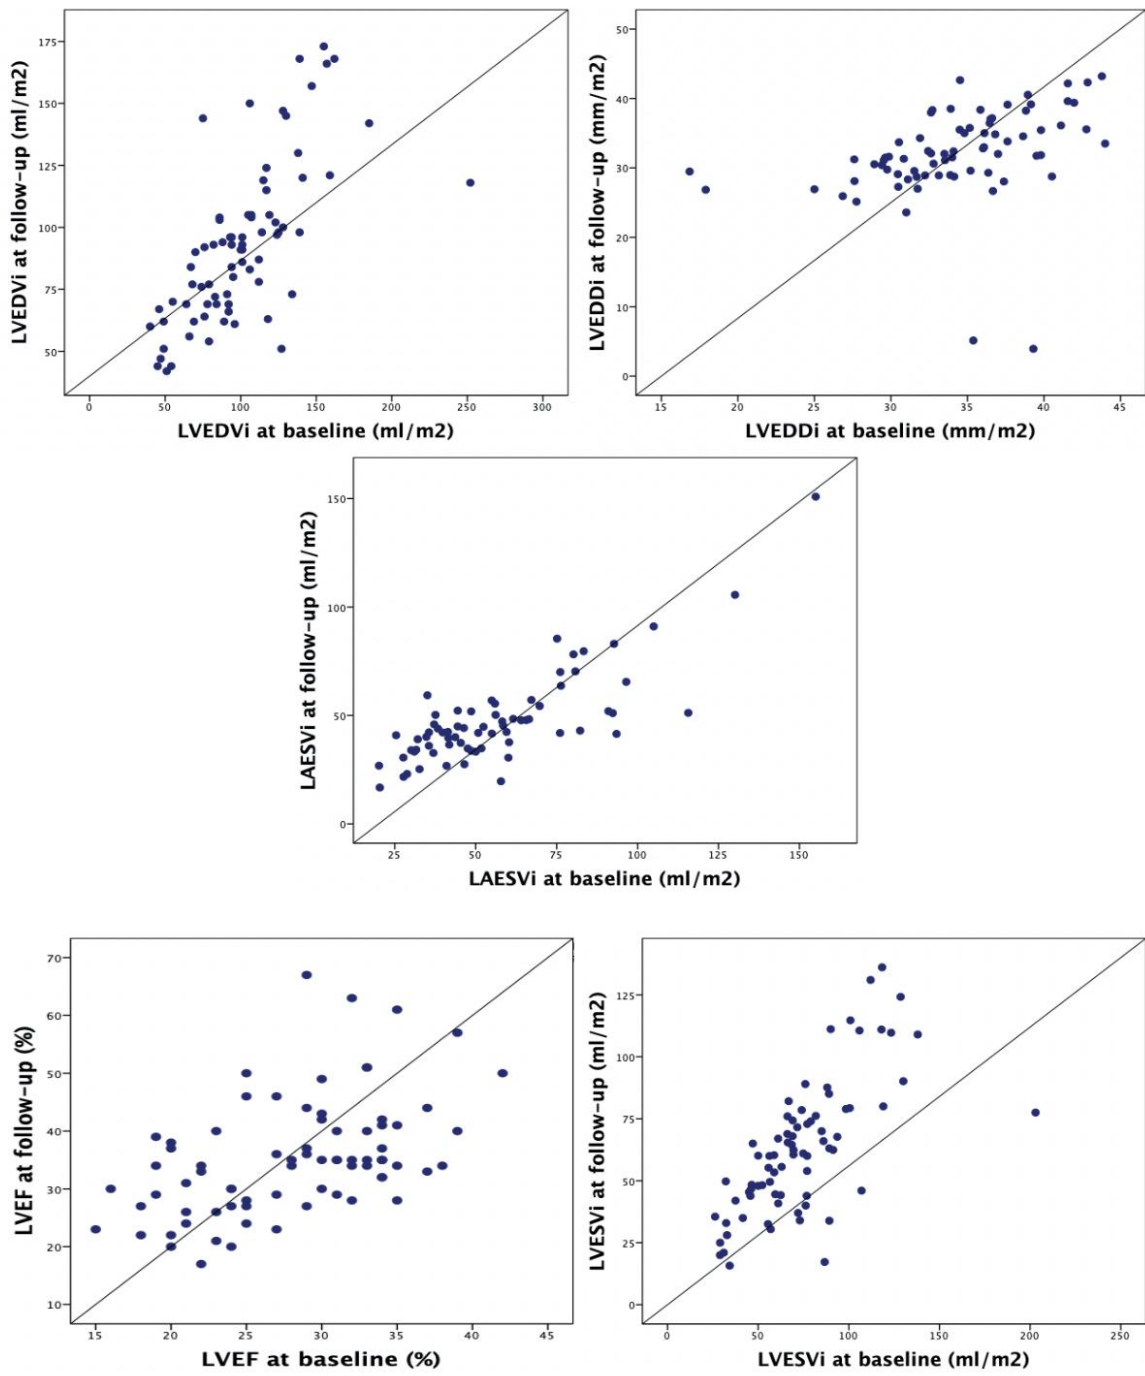 LVEDVi at follow-up (ml/m2)
175
150
125
100
75
50
0 50 100 150 200 250 300
LVEDVi at baseline (ml/m2)
LVEDDi at follow-up (mm/m2)
50
40
30
20
10
0
15 20 25 30 35 40 45
LVEDDi at baseline (mm/m2)
LAESVi at follow-up (ml/m2)
150
100
50
0
25 50 75 100 125 150
LAESVi at baseline (ml/m2)
LVEF at follow-up (%)
70
60
50
40
30
20
10
15 20 25 30 35 40 45
LVEF at baseline (%)
LVESVi at follow-up (ml/m2)
125
100
75
50
25
0
0 50 100 150 200 250
LVESVi at baseline (ml/m2)